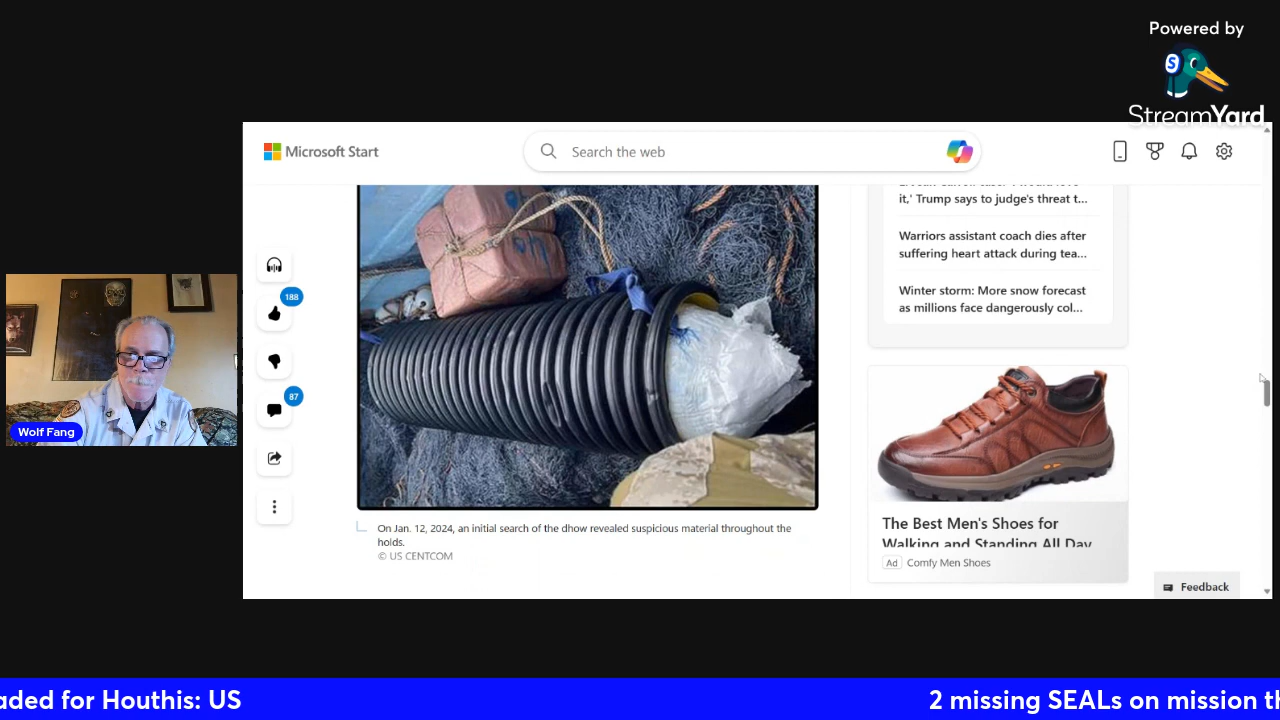 Powered by
S
StreamYard
Microsoft Start
Search the web
it,' Trump says to judge's threat t...
Warriors assistant coach dies after
suffering heart attack during tea...
Winter storm: More snow forecast
as millions face dangerously col...
188
87
Wolf Fang
On Jan. 12, 2024, an initial search of the dhow revealed suspicious material throughout the
holds.
© US CENTCOM
The Best Men's Shoes for
Walking and Standing All Day
Ad Comfy Men Shoes
Feedback
aded for Houthis: US
2 missing SEALs on mission th